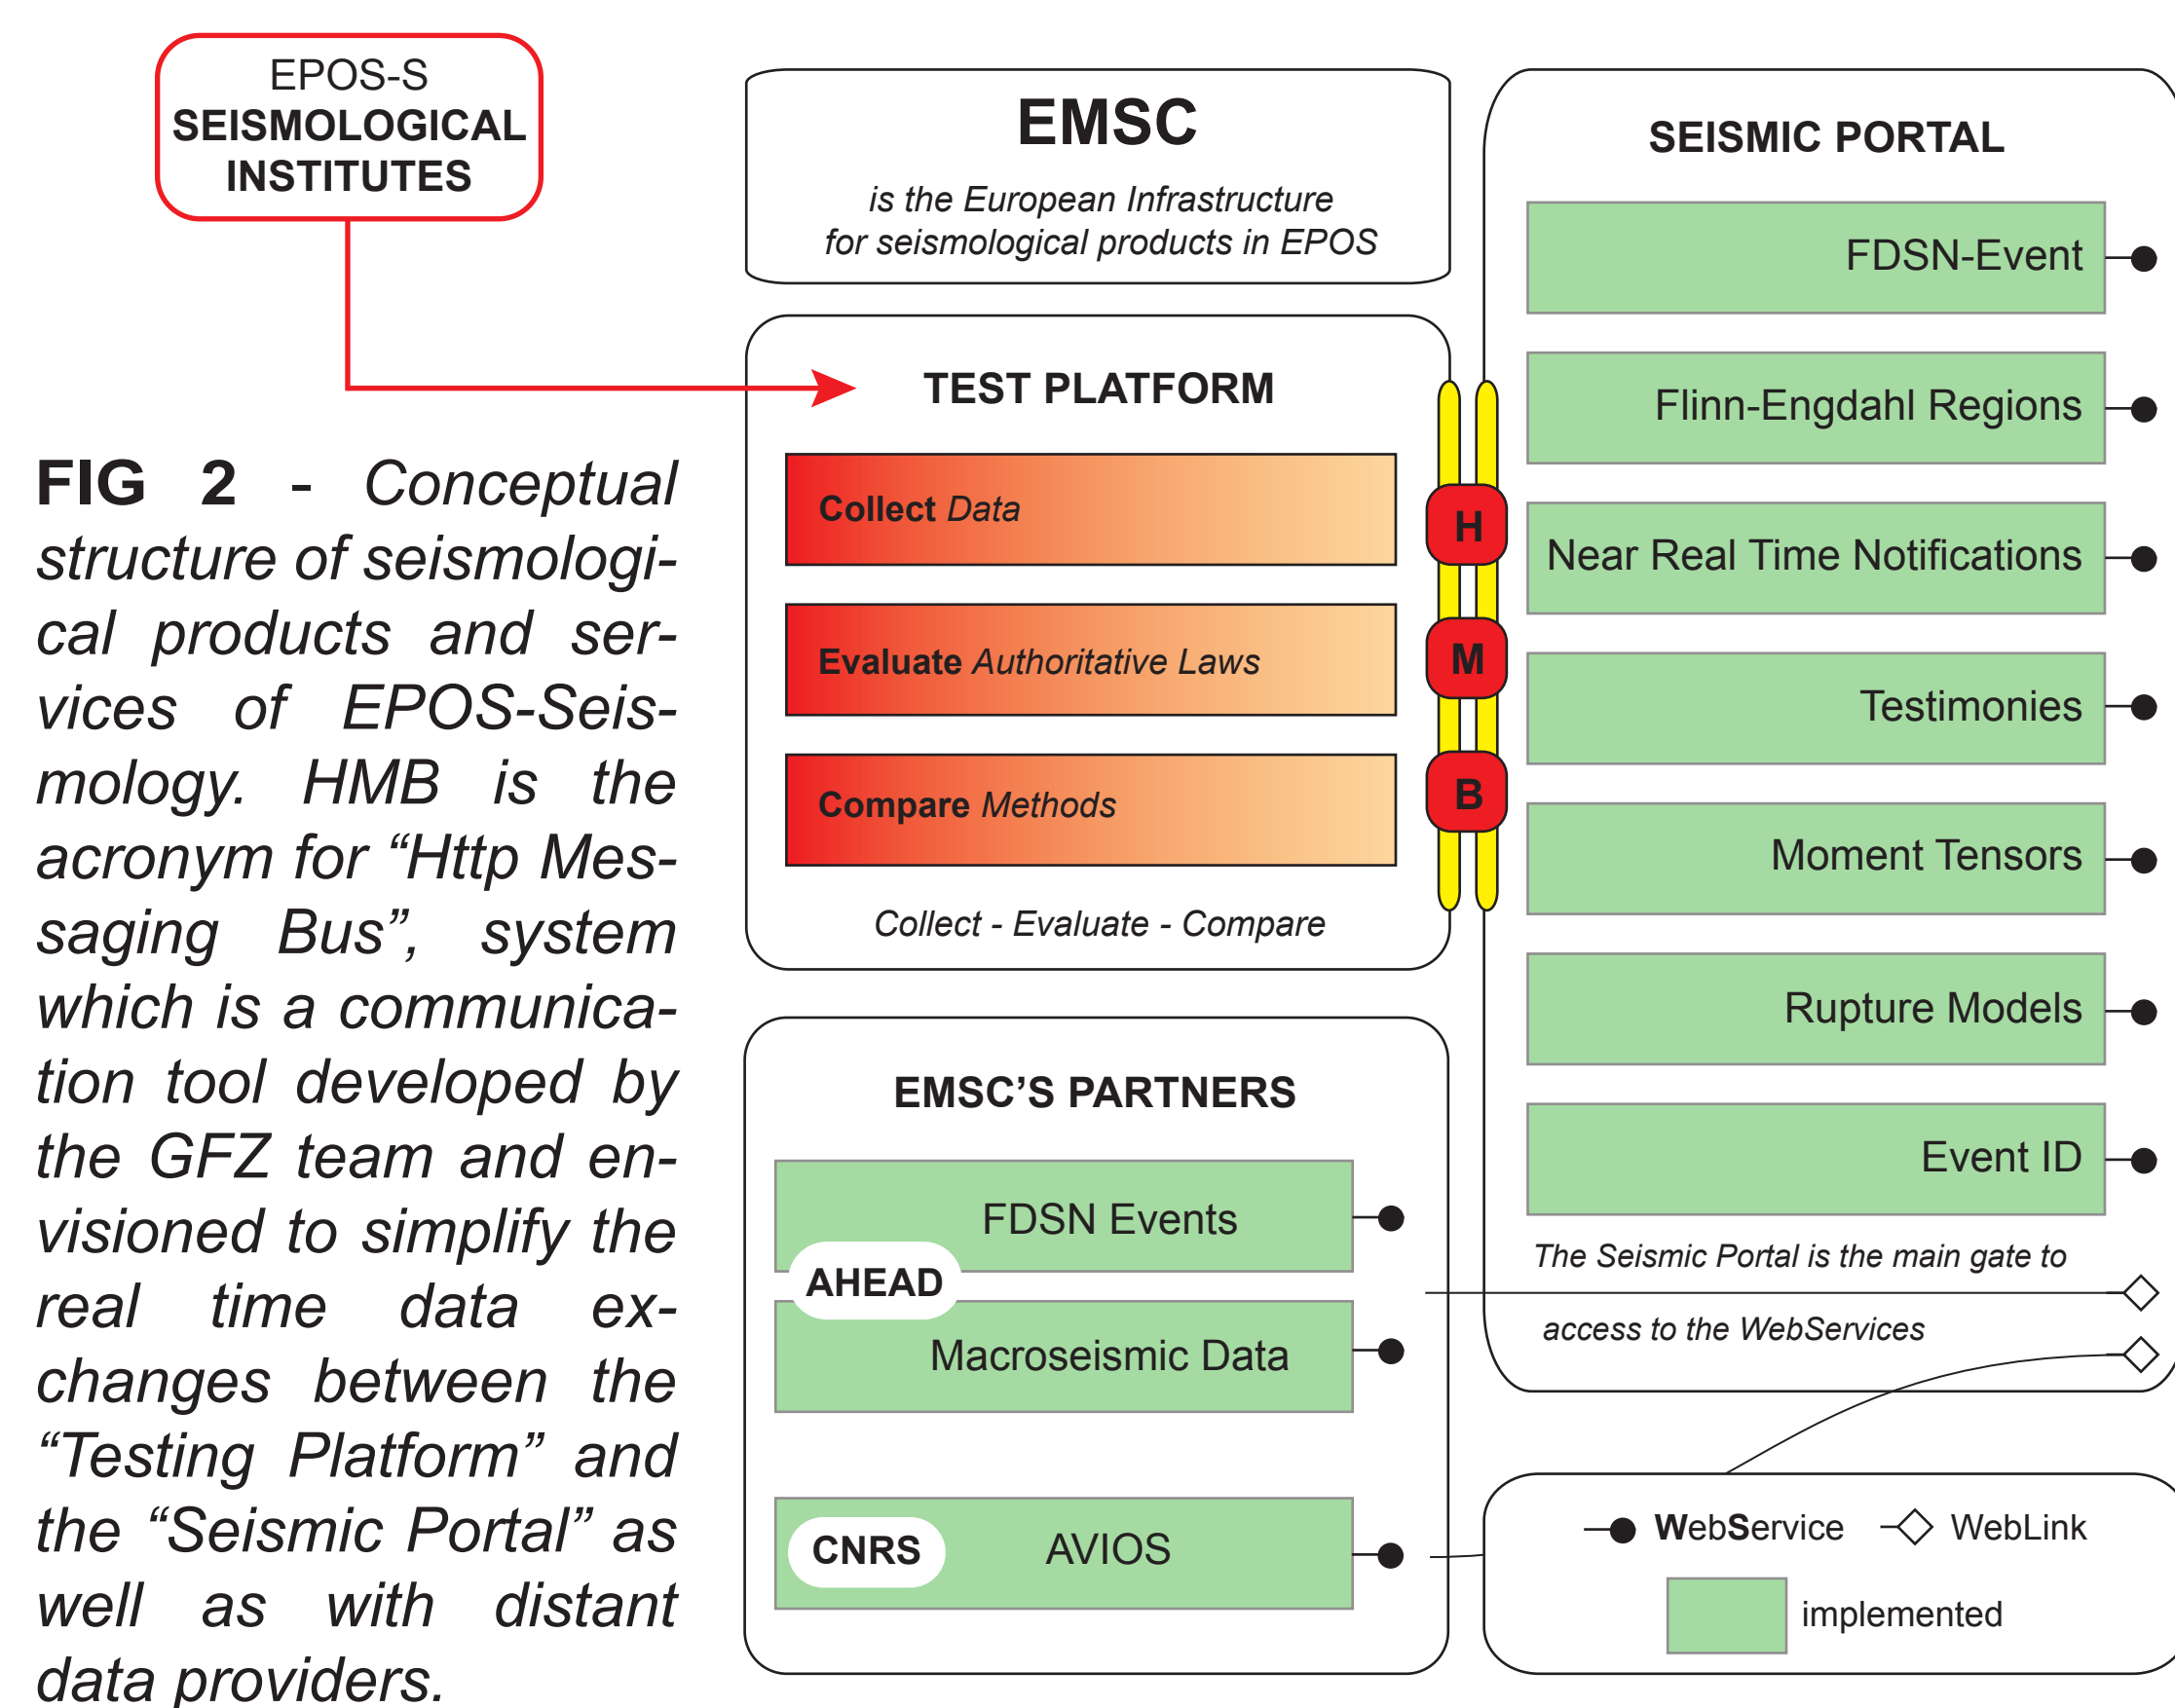 EPOS-S
SEISMOLOGICAL
INSTITUTES
FIG 2 - Conceptual
structure of seismologi-
cal products and ser-
vices of EPOS-Seis-
mology. HMB is the
acronym for “Http Mes-
saging Bus”, system
which is a communica-
tion tool developed by
the GFZ team and en-
visioned to simplify the
real time data ex-
changes between the
“Testing Platform” and
the “Seismic Portal” as
well as with distant
data providers.
EMSC
is the European Infrastructure
for seismological products in EPOS
TEST PLATFORM
Collect Data
Evaluate Authoritative Laws
Compare Methods
Collect - Evaluate - Compare
H
M
B
EMSC’S PARTNERS
FDSN Events
AHEAD
Macroseismic Data
CNRS AVIOS
SEISMIC PORTAL
FDSN-Event
Flinn-Engdahl Regions
Near Real Time Notifications
Testimonies
Moment Tensors
Rupture Models
Event ID
The Seismic Portal is the main gate to
access to the WebServices
WebService WebLink
implemented